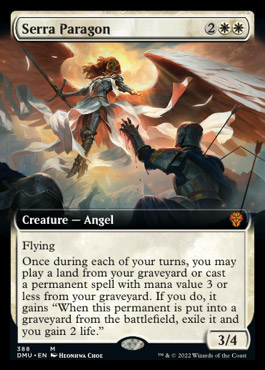 Serra Paragon 2
Creature — Angel
Flying
Once during each of your turns, you may
play a land from your graveyard or cast
a permanent spell with mana value 3 or
less from your graveyard. If you do, it
gains “When this permanent is put into a
graveyard from the battlefield, exile it and
you gain 2 life.”
3/4
388 M
DMU • EN Heonhwa Choe
™ & © 2022 Wizards of the Coast